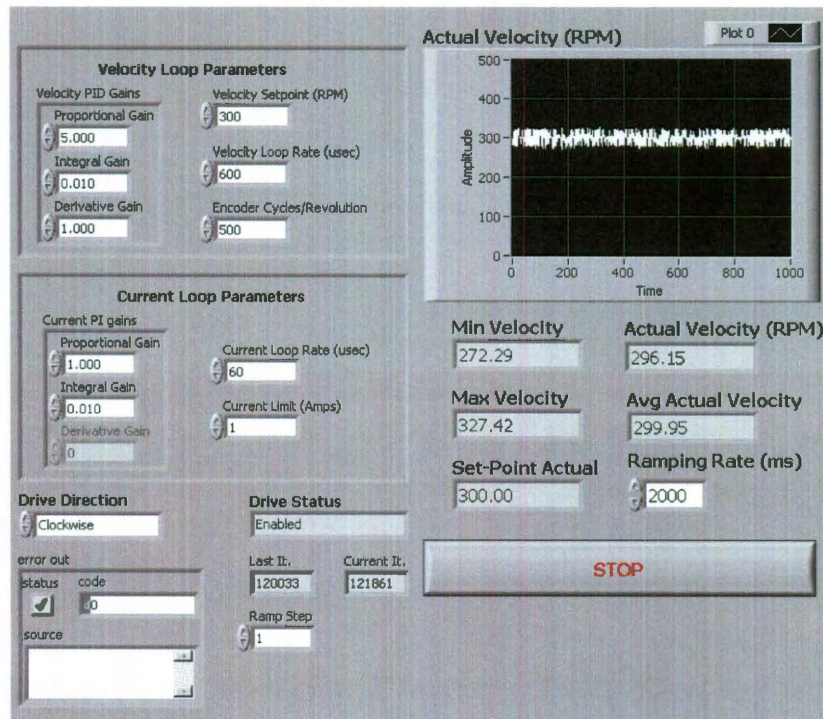 Velocity Loop Parameters
Velocity PID Gains
Proportional Gain
5.000
Integral Gain
0.010
Derivative Gain
1.000
Velocity Setpoint (RPM)
300
Velocity Loop Rate (usec)
600
Encoder Cycles/Revolution
500
Current Loop Parameters
Current PI gains
Proportional Gain
1.000
Integral Gain
0.010
Derivative Gain
0
Current Loop Rate (usec)
60
Current Limit (Amps)
1
Drive Direction
Clockwise
Drive Status
Enabled
error out
status
code
0
source
Last It.
120033
Current It.
121861
Ramp Step
1
Actual Velocity (RPM)
Plot 0
Amplitude
500
400
300
200
100
0
0 200 400 600 800 1000
Time
Min Velocity
272.29
Actual Velocity (RPM)
296.15
Max Velocity
327.42
Avg Actual Velocity
299.95
Set-Point Actual
300.00
Ramping Rate (ms)
2000
STOP